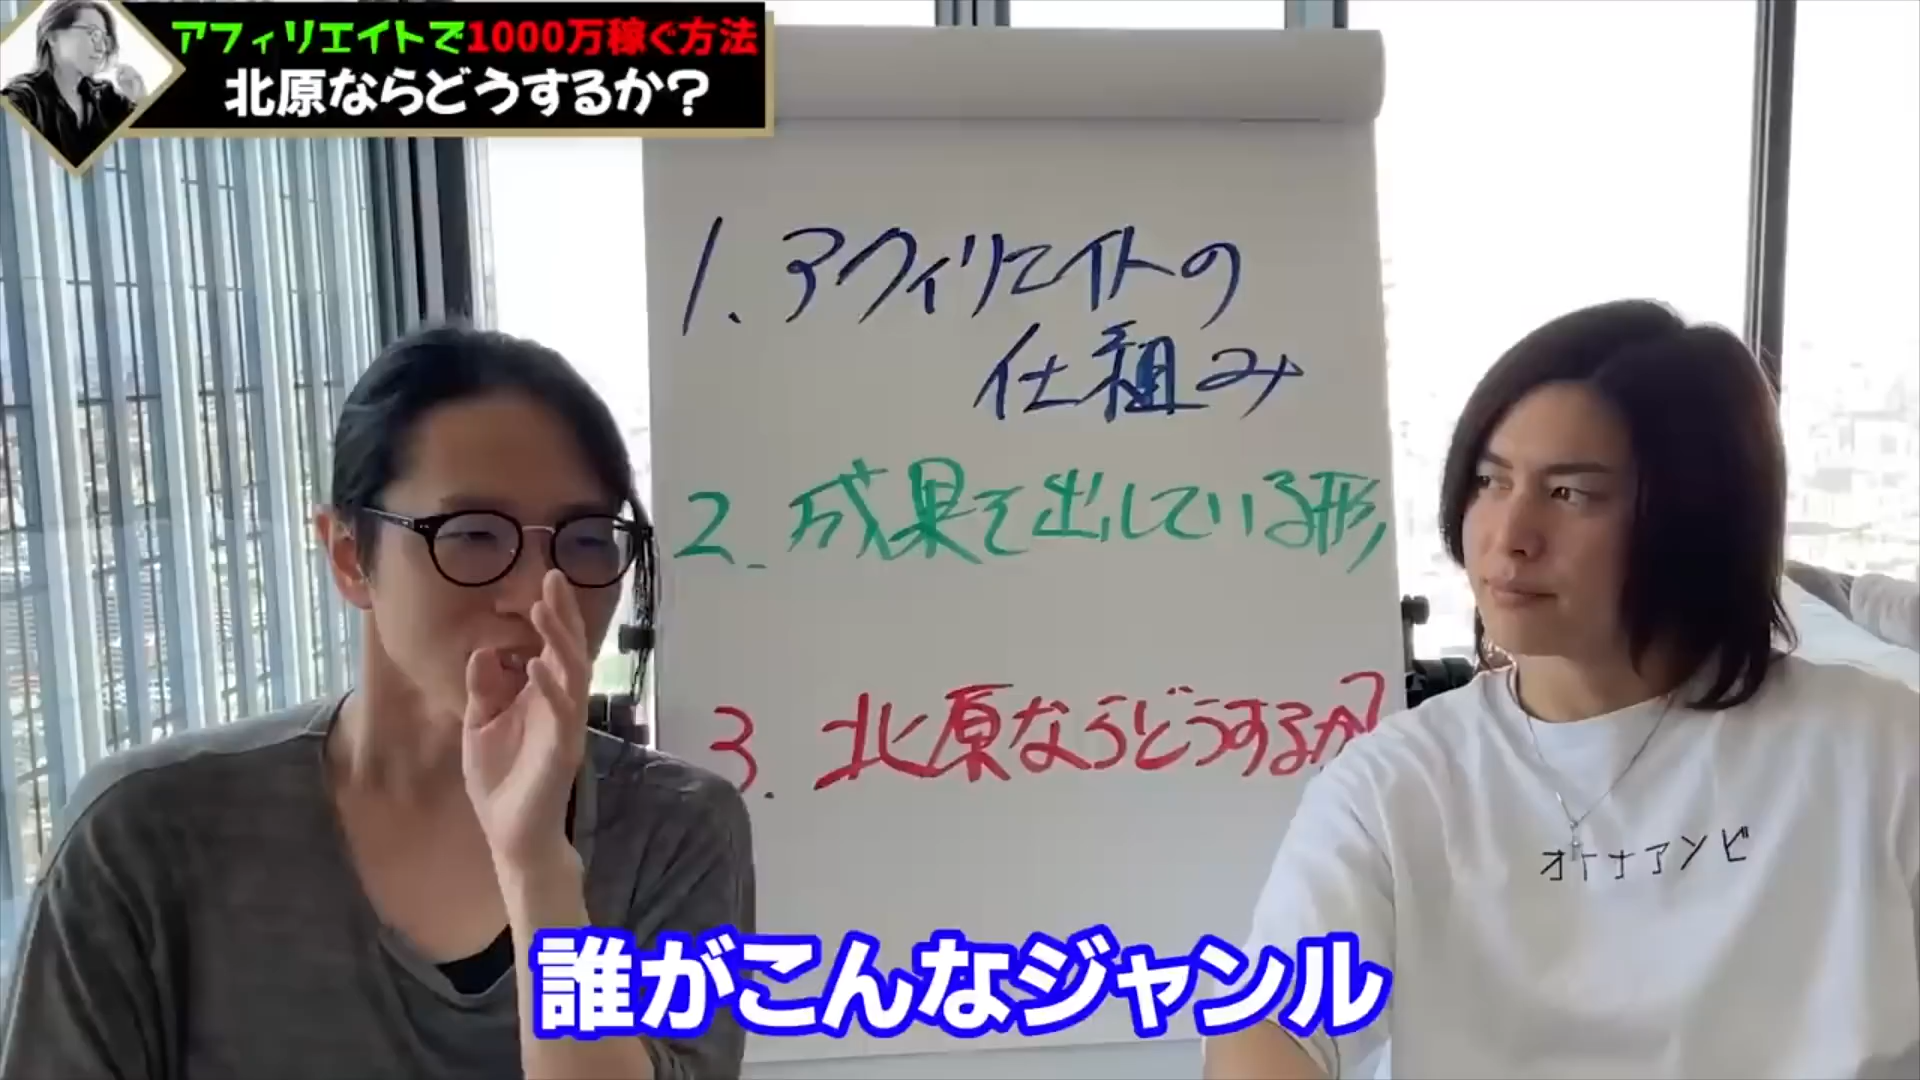 アフィリエイトで1000万稼ぐ方法
北原ならどうするか？
1. アフィリエイトの
仕組み
2. 成果を出している形
3. 北原ならどうするか?
オトナアンビ
誰がこんなジャンル